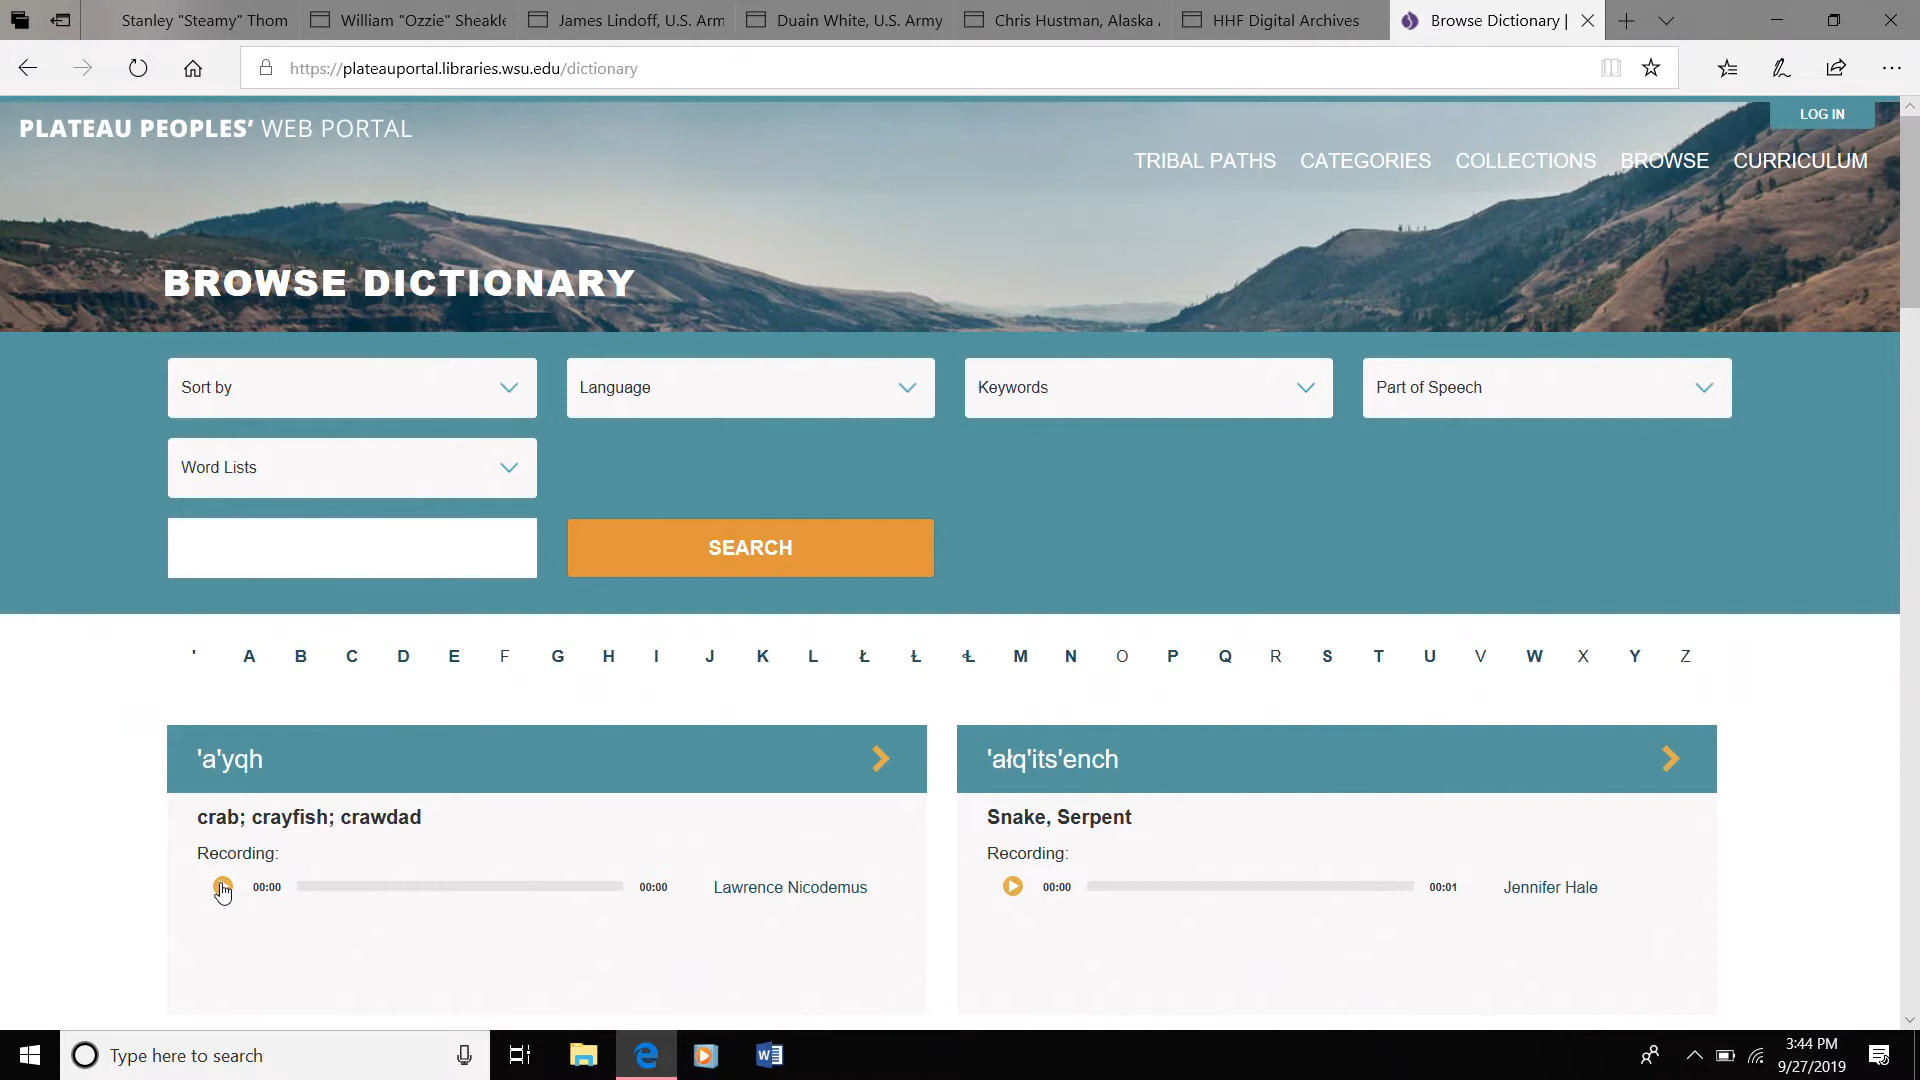 Stanley "Steamy" Thom
William "Ozzie" Sheakle
James Lindoff, U.S. Arm
Duain White, U.S. Army
Chris Hustman, Alaska
HHF Digital Archives
Browse Dictionary |
https://plateauportal.libraries.wsu.edu/dictionary
PLATEAU PEOPLES' WEB PORTAL
LOG IN
TRIBAL PATHS CATEGORIES COLLECTIONS BROWSE CURRICULUM
BROWSE DICTIONARY
Sort by Language Keywords Part of Speech
Word Lists
SEARCH
' A B C D E F G H I J K L Ł Ł Ł M N O P Q R S T U V W X Y Z
'a'yqh
crab; crayfish; crawdad
Recording:
00:00 00:00 Lawrence Nicodemus
'ałq'its'ench
Snake, Serpent
Recording:
00:00 00:01 Jennifer Hale
Type here to search
3:44 PM
9/27/2019